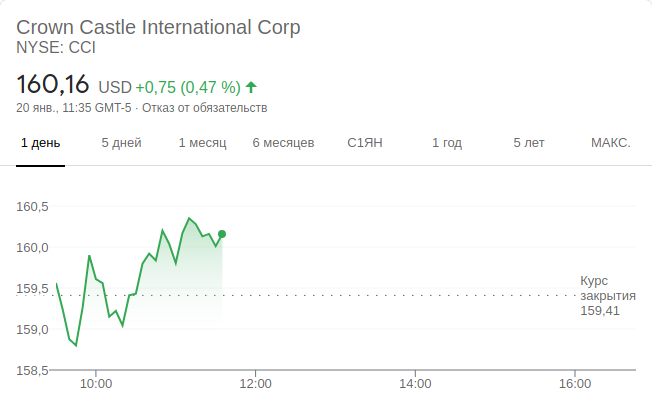 Crown Castle International Corp
NYSE: CCI
160,16 USD +0,75 (0,47 %)
20 янв., 11:35 GMT-5 · Отказ от обязательств
1 день 5 дней 1 месяц 6 месяцев С1ЯН 1 год 5 лет МАКС.
160,5
160,0
159,5
159,0
158,5
Курс
закрытия
159,41
10:00 12:00 14:00 16:00